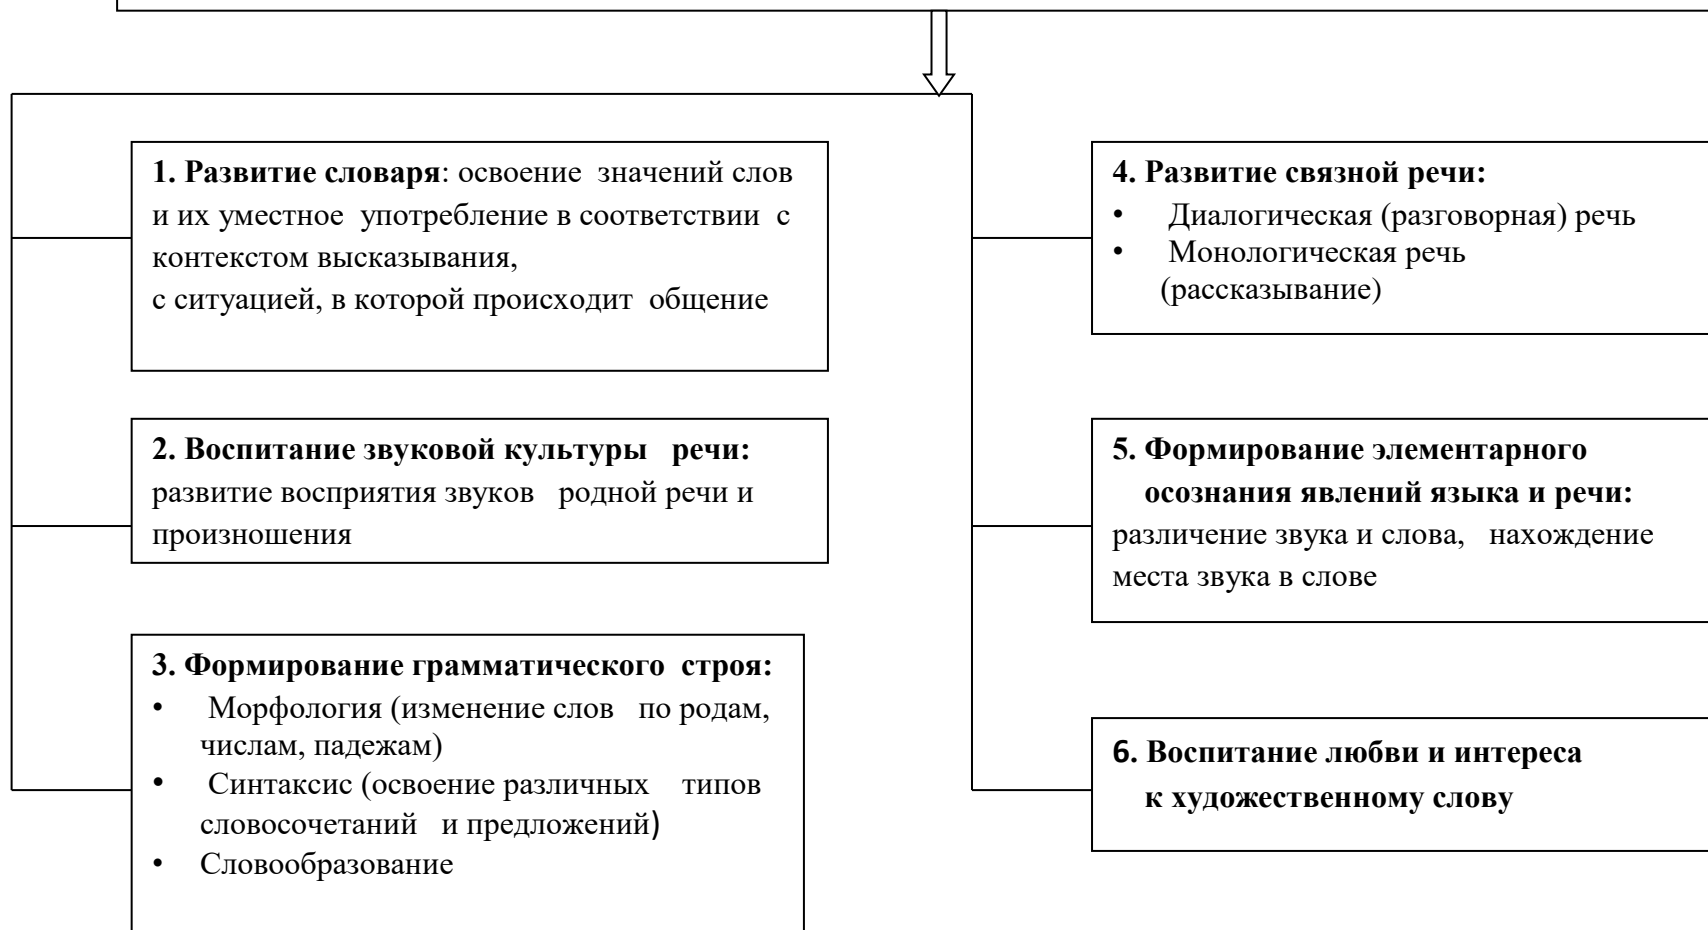 1. Развитие словаря: освоение значений слов
и их уместное употребление в соответствии с
контекстом высказывания,
с ситуацией, в которой происходит общение
2. Воспитание звуковой культуры речи:
развитие восприятия звуков родной речи и
произношения
3. Формирование грамматического строя:
• Морфология (изменение слов по родам,
числам, падежам)
• Синтаксис (освоение различных типов
словосочетаний и предложений)
• Словообразование
4. Развитие связной речи:
• Диалогическая (разговорная) речь
• Монологическая речь
(рассказывание)
5. Формирование элементарного
осознания явлений языка и речи:
различение звука и слова, нахождение
места звука в слове
6. Воспитание любви и интереса
к художественному слову